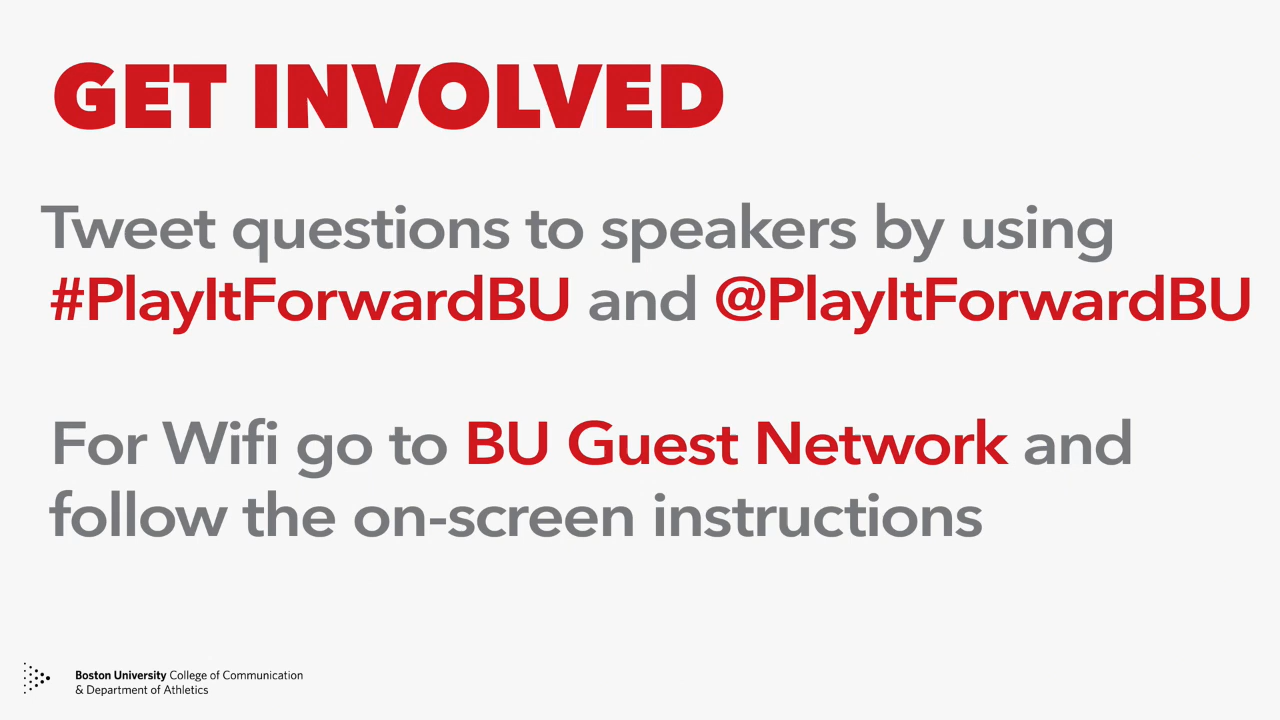 GET INVOLVED
Tweet questions to speakers by using
#PlayItForwardBU and @PlayItForwardBU
For Wifi go to BU Guest Network and
follow the on-screen instructions
Boston University College of Communication
& Department of Athletics